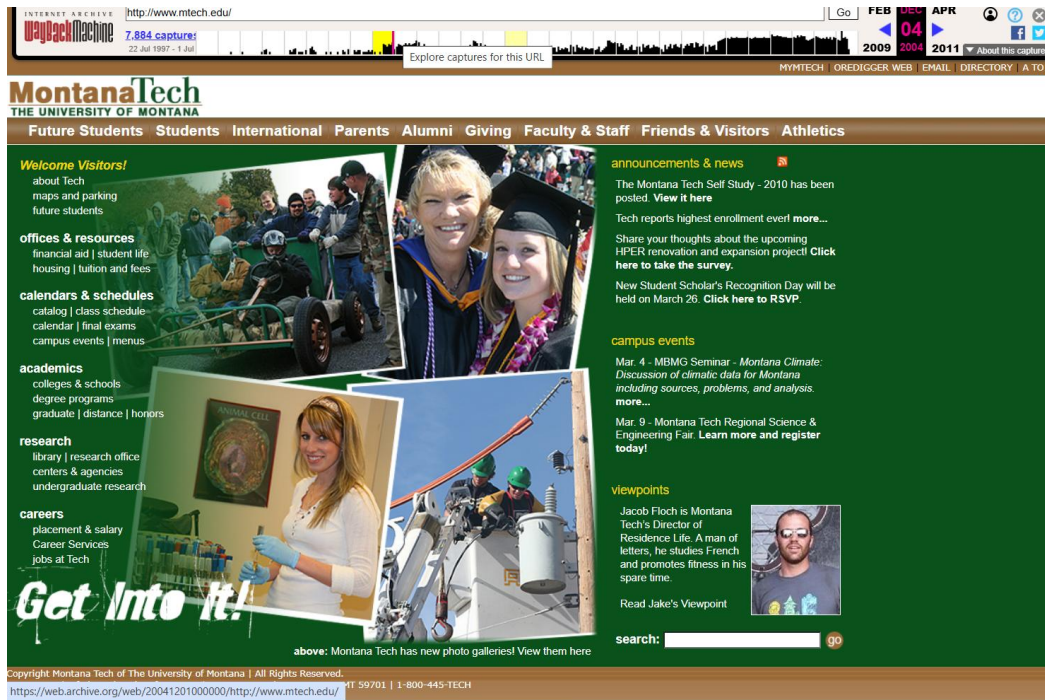 INTERNET ARCHIVE
WayBackMachine
http://www.mtech.edu/
Go
FEB DEC APR
7,884 captures
04
22 Jul 1997 - 1 Jul
2009 2004 2011
About this capture
Explore captures for this URL
MYMTECH | OREDIGGER WEB | EMAIL | DIRECTORY | A TO
MontanaTech
THE UNIVERSITY OF MONTANA
Future Students Students International Parents Alumni Giving Faculty & Staff Friends & Visitors Athletics
Welcome Visitors!
about Tech
maps and parking
future students
offices & resources
financial aid | student life
housing | tuition and fees
calendars & schedules
catalog | class schedule
calendar | final exams
campus events | menus
academics
colleges & schools
degree programs
graduate | distance | honors
research
library | research office
centers & agencies
undergraduate research
careers
placement & salary
Career Services
jobs at Tech
Get Into It!
ANIMAL CELL
above: Montana Tech has new photo galleries! View them here
announcements & news
The Montana Tech Self Study - 2010 has been
posted. View it here
Tech reports highest enrollment ever! more...
Share your thoughts about the upcoming
HPER renovation and expansion project! Click
here to take the survey.
New Student Scholar's Recognition Day will be
held on March 26. Click here to RSVP.
campus events
Mar. 4 - MBMG Seminar - Montana Climate:
Discussion of climatic data for Montana
including sources, problems, and analysis.
more...
Mar. 9 - Montana Tech Regional Science &
Engineering Fair. Learn more and register
today!
viewpoints
Jacob Floch is Montana
Tech's Director of
Residence Life. A man of
letters, he studies French
and promotes fitness in his
spare time.
Read Jake's Viewpoint
search:
go
Copyright Montana Tech of The University of Montana | All Rights Reserved.
MT 59701 | 1-800-445-TECH
https://web.archive.org/web/20041201000000/http://www.mtech.edu/